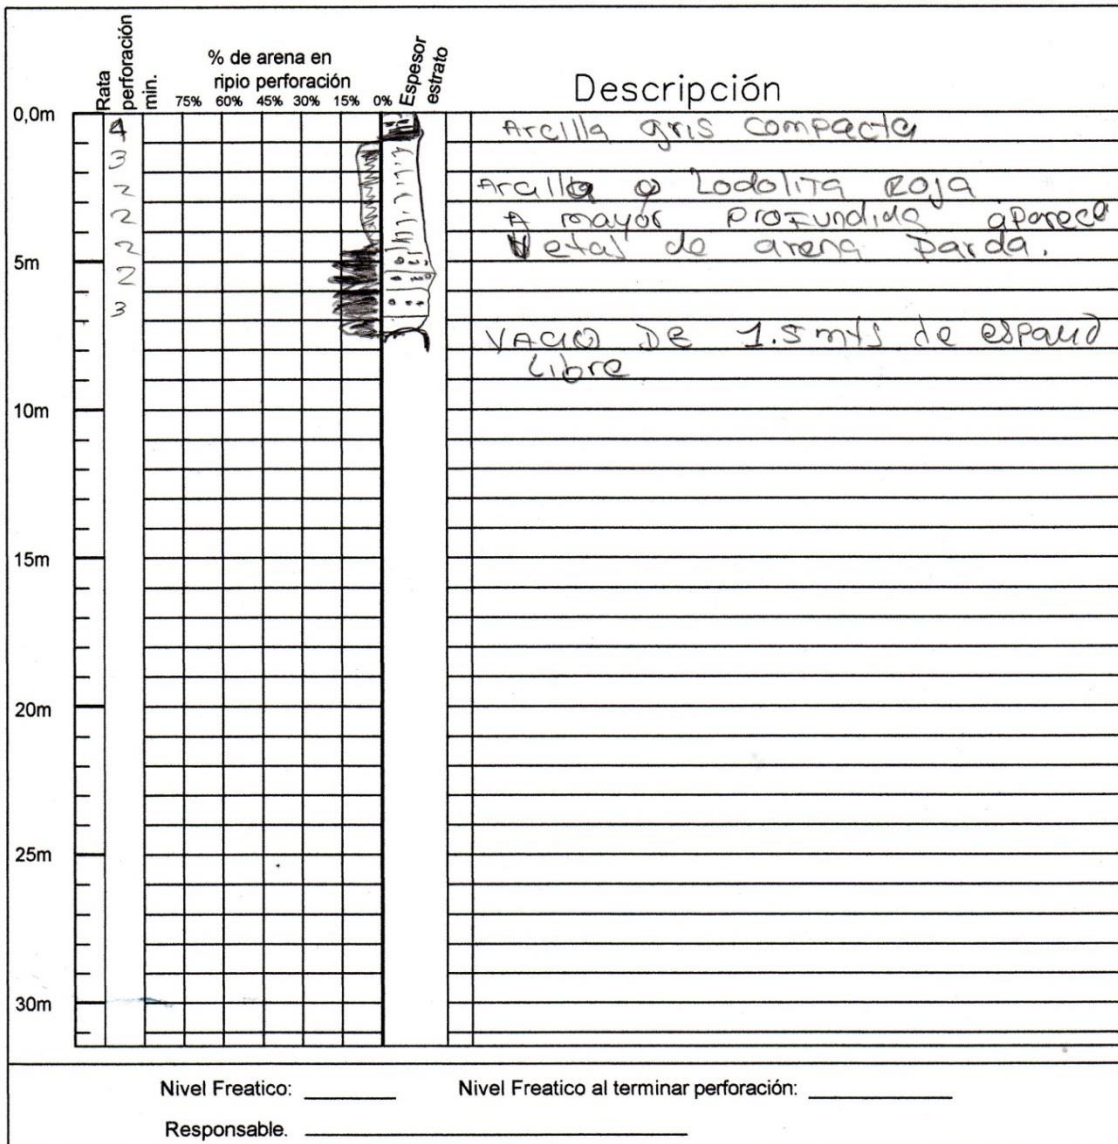 Rata perforación min.
% de arena en ripio perforación
75% 60% 45% 30% 15% 0%
Espesor estrato
Descripción
0,0m
4 Arcilla gris compacta
3
2 Arcilla o Lodolita Roja
2 A mayor profundida aparece
2 Vetas de arena parda.
5m
2
3
VACIO DE 1.5 mts de espacio
Libre
10m
15m
20m
25m
30m
Nivel Freatico: Nivel Freatico al terminar perforación:
Responsable.